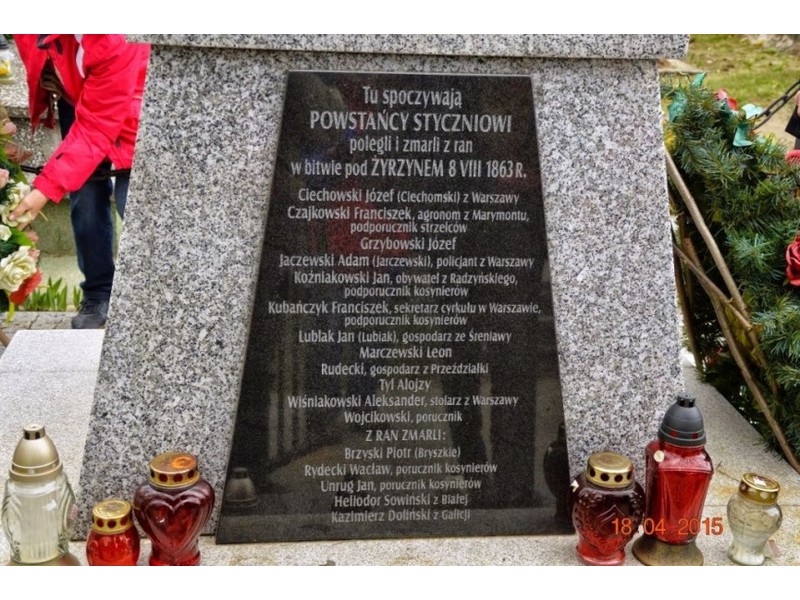 Tu spoczywają
POWSTAŃCY STYCZNIOWI
polegli i zmarli z ran
w bitwie pod ŻYRZYNEM 8 VIII 1863 R.
Ciechowski Józef (Ciechomski) z Warszawy
Czajkowski Franciszek, agronom z Marymontu,
podporucznik strzelców
Grzybowski Józef
Jaczewski Adam (Jarczewski), policjant z Warszawy
Koźniakowski Jan, obywatel z Radzyńskiego,
podporucznik kosynierów
Kubańczyk Franciszek, sekretarz cyrkułu w Warszawie,
podporucznik kosynierów
Lublak Jan (Lubiak), gospodarz ze Śreniawy
Marczewski Leon
Rudecki, gospodarz z Przeździałki
Tyl Alojzy
Wiśniakowski Aleksander, stolarz z Warszawy
Wojcikowski, porucznik
Z RAN ZMARLI:
Brzyski Piotr (Bryszkie)
Rydecki Wacław, porucznik kosynierów
Unrug Jan, porucznik kosynierów
Heliodor Sowiński z Białej
Kazimierz Doliński z Galicji
18.04.2015